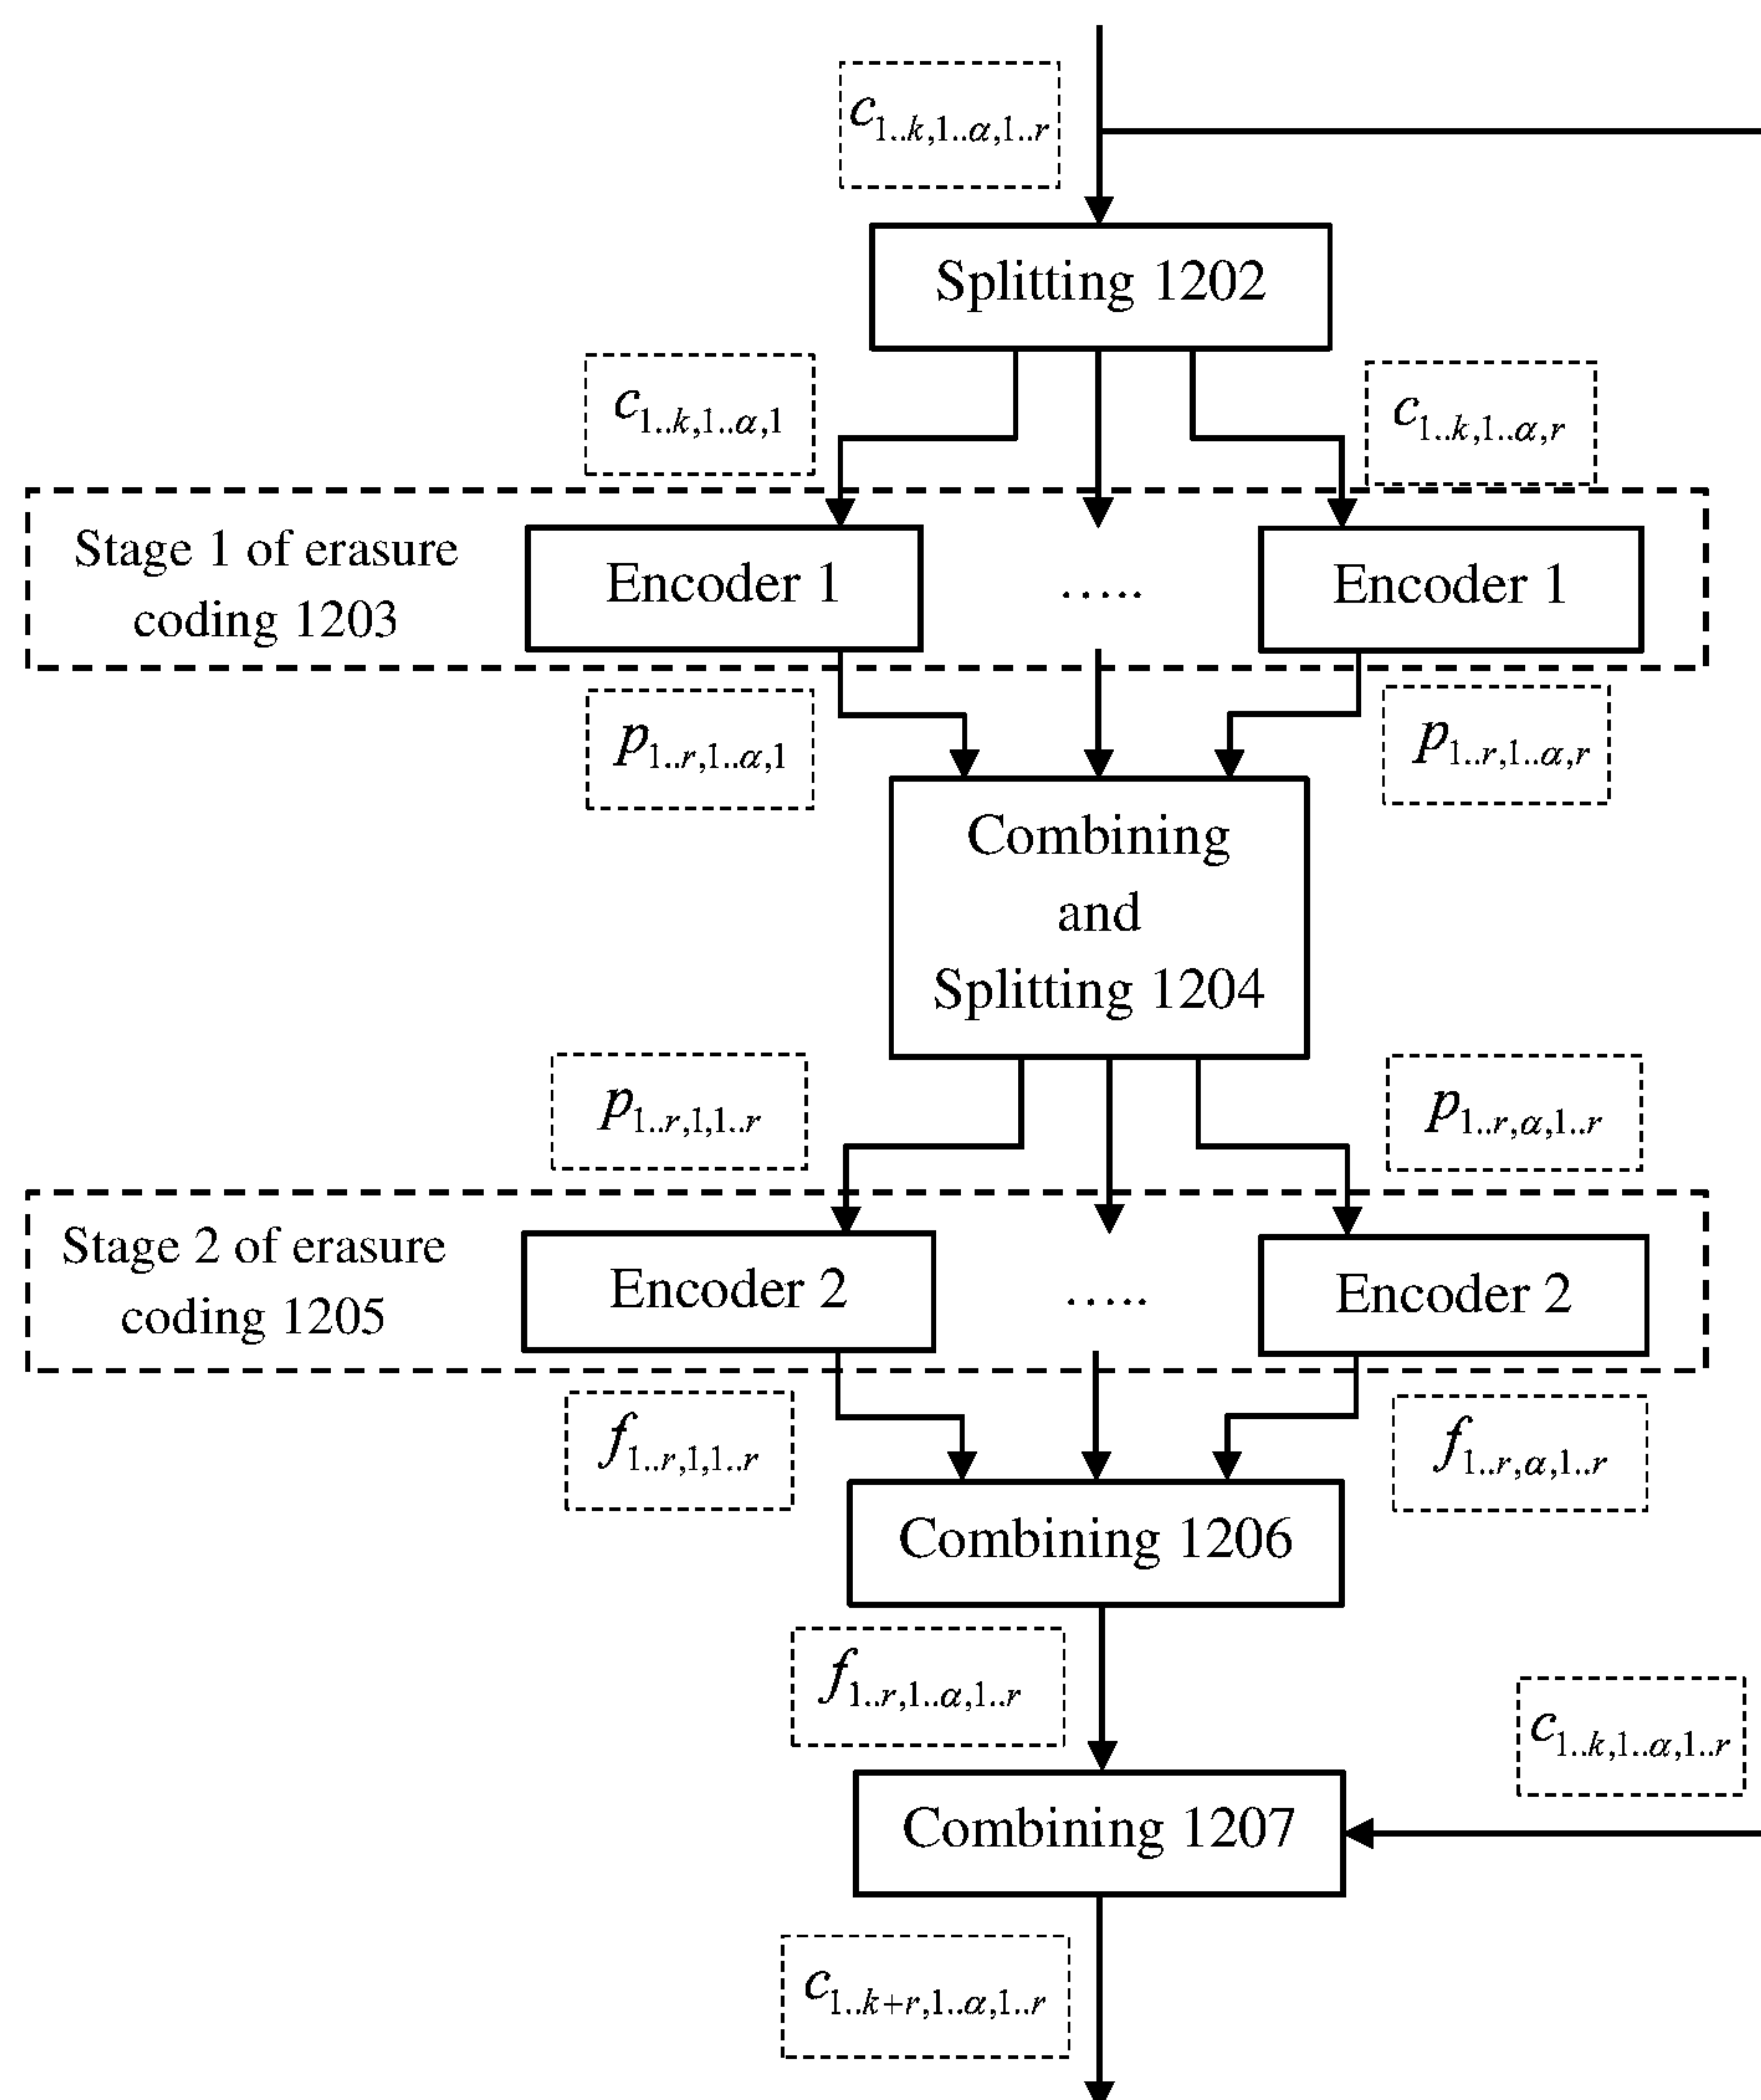 c1..k,1..α,1..r
Splitting 1202
c1..k,1..α,1
c1..k,1..α,r
Stage 1 of erasure
coding 1203
Encoder 1
.....
Encoder 1
p1..r,1..α,1
p1..r,1..α,r
Combining
and
Splitting 1204
p1..r,1,1..r
p1..r,α,1..r
Stage 2 of erasure
coding 1205
Encoder 2
.....
Encoder 2
f1..r,1,1..r
f1..r,α,1..r
Combining 1206
f1..r,1..α,1..r
c1..k,1..α,1..r
Combining 1207
c1..k+r,1..α,1..r